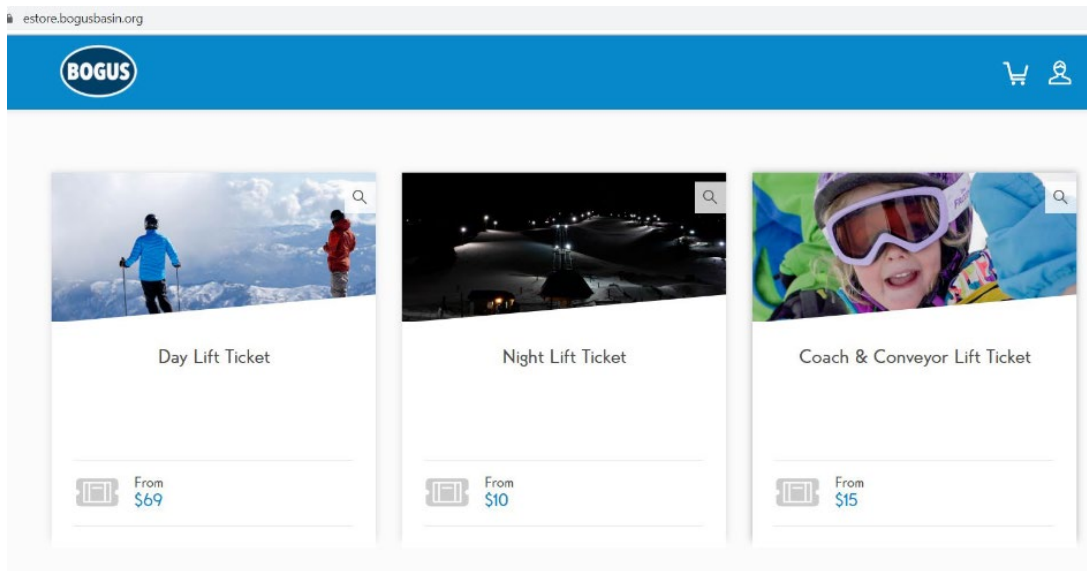 estore.bogusbasin.org
BOGUS
Day Lift Ticket
From
$69
Night Lift Ticket
From
$10
Coach & Conveyor Lift Ticket
From
$15